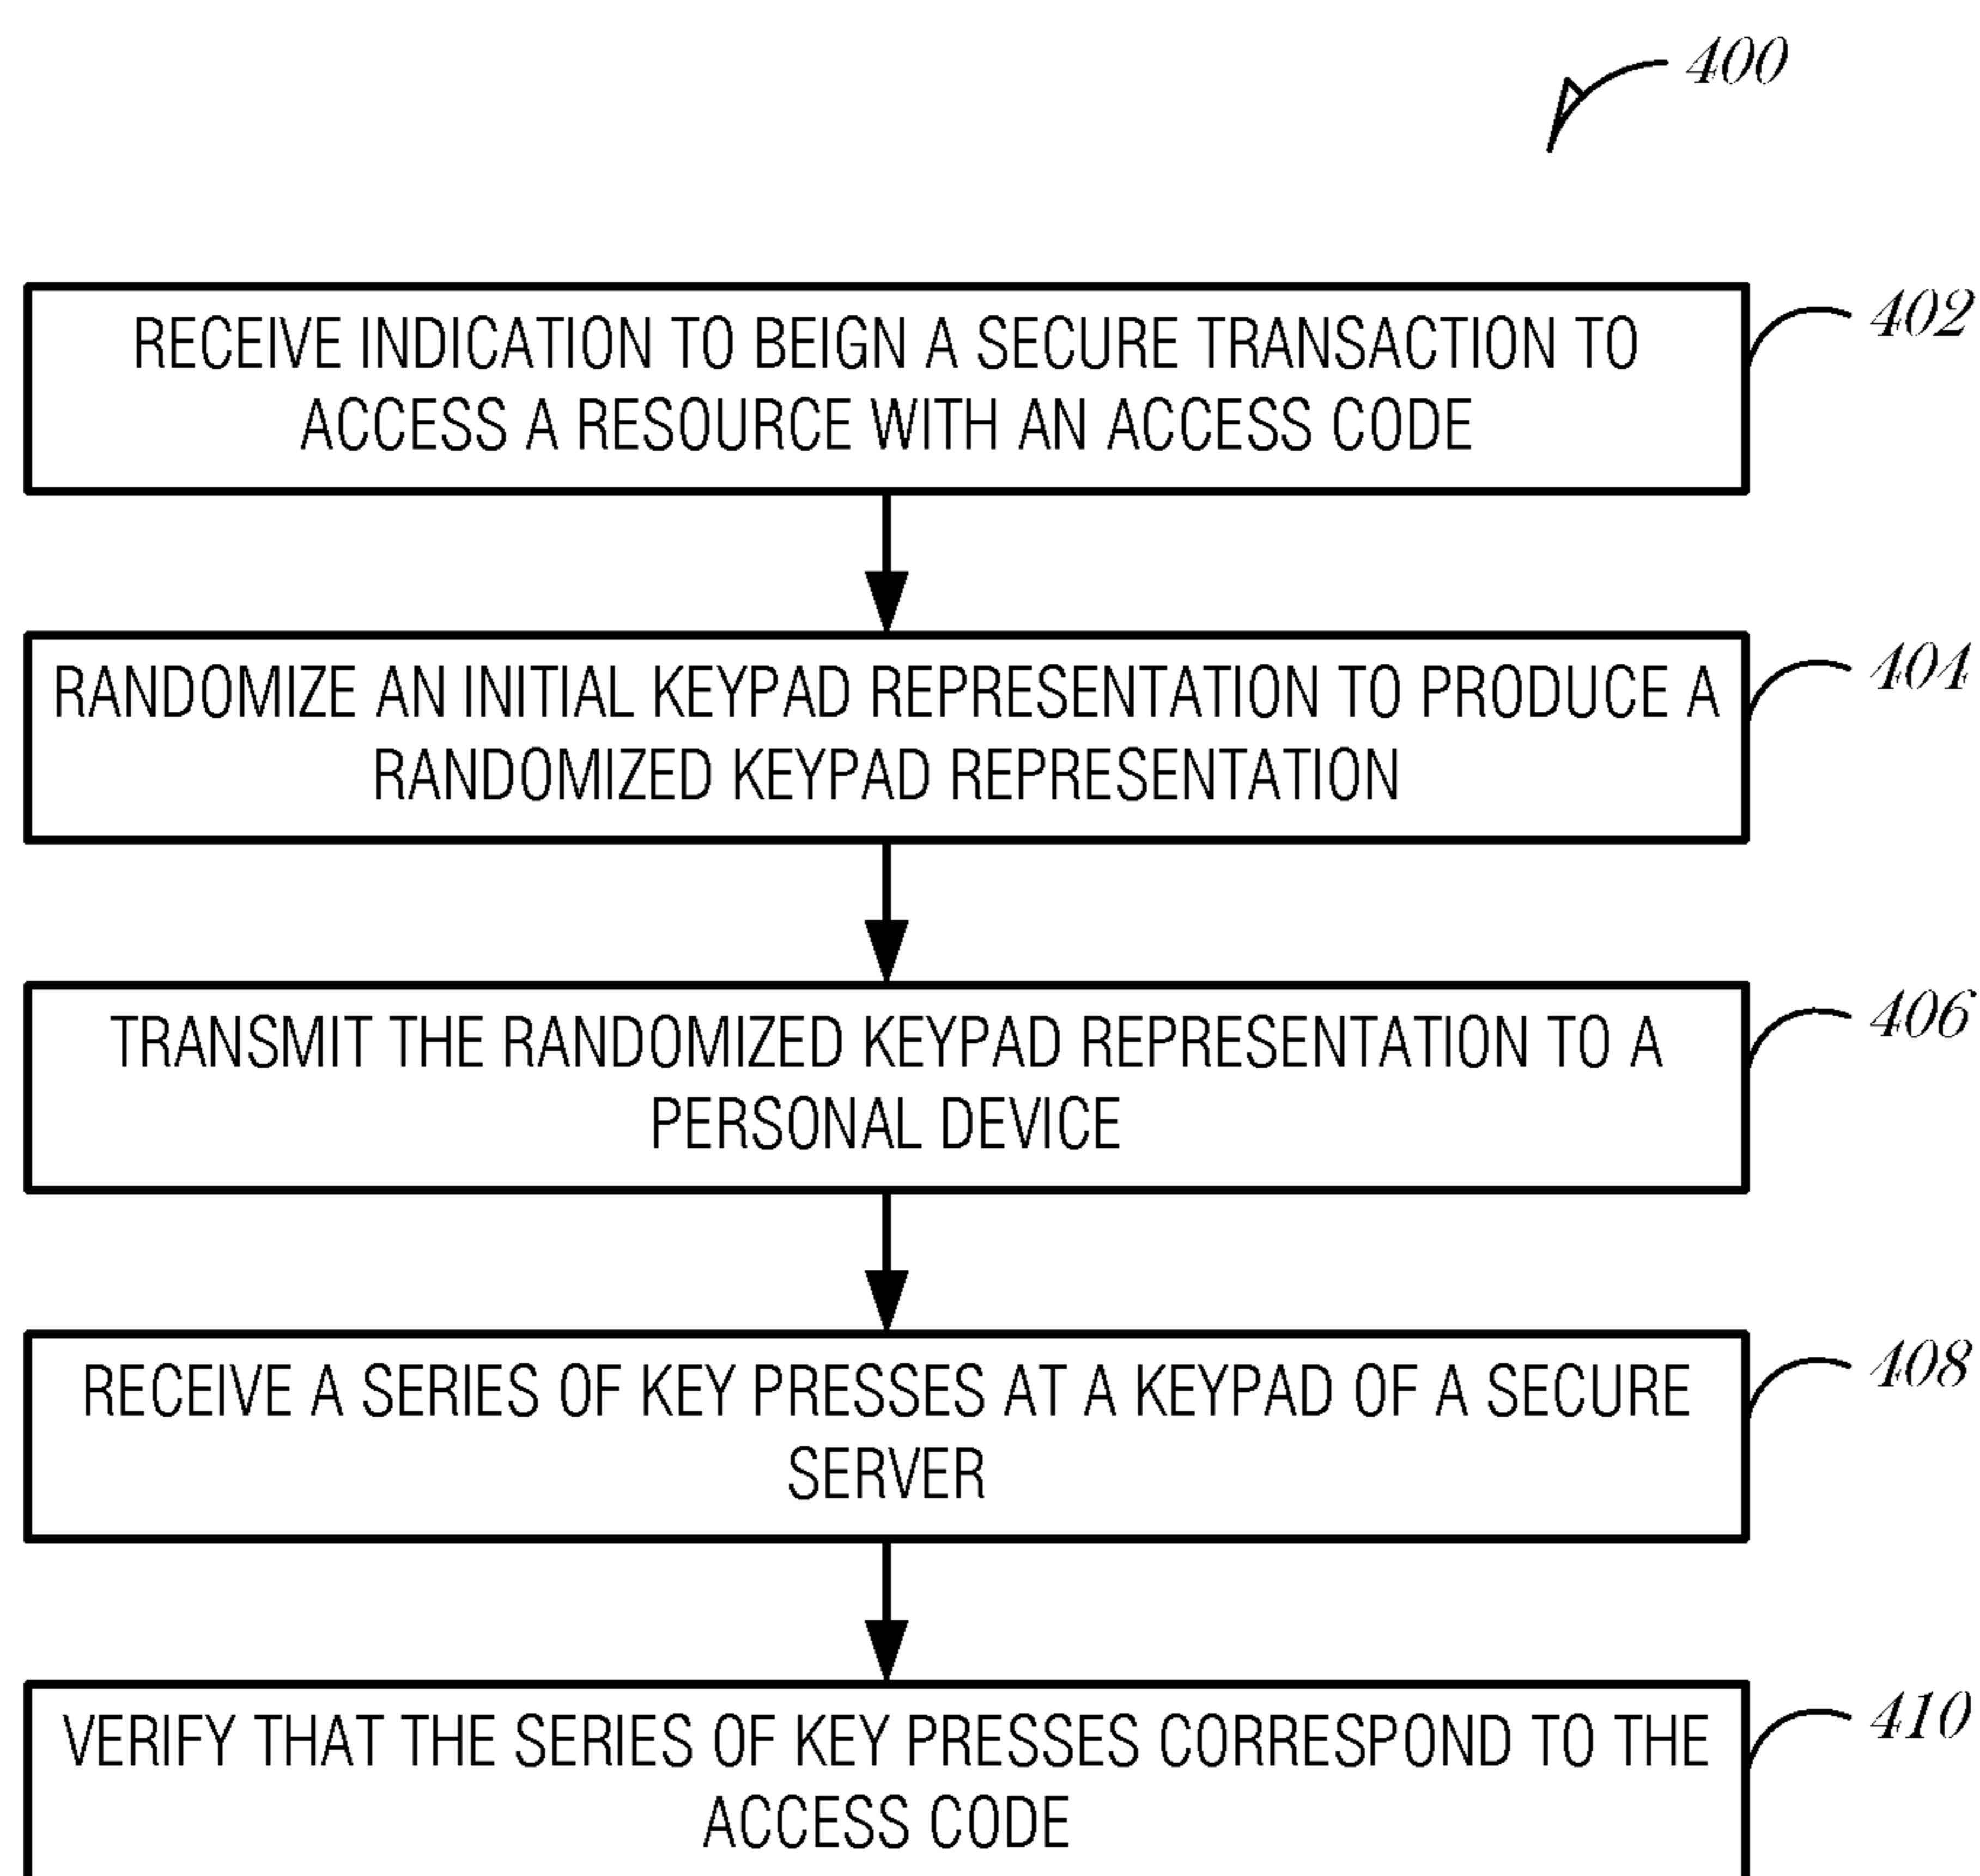 400
RECEIVE INDICATION TO BEIGN A SECURE TRANSACTION TO
ACCESS A RESOURCE WITH AN ACCESS CODE
402
RANDOMIZE AN INITIAL KEYPAD REPRESENTATION TO PRODUCE A
RANDOMIZED KEYPAD REPRESENTATION
404
TRANSMIT THE RANDOMIZED KEYPAD REPRESENTATION TO A
PERSONAL DEVICE
406
RECEIVE A SERIES OF KEY PRESSES AT A KEYPAD OF A SECURE
SERVER
408
VERIFY THAT THE SERIES OF KEY PRESSES CORRESPOND TO THE
ACCESS CODE
410